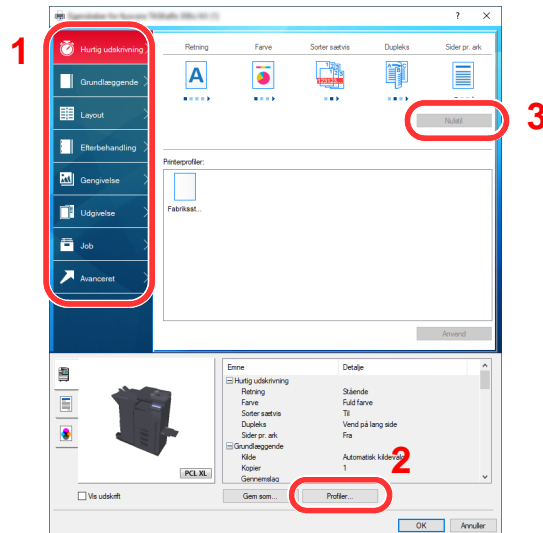 ? ×
1
Hurtig udskrivning
Grundlæggende
Layout
Efterbehandling
Gengivelse
Udgivelse
Job
Avanceret
Retning Farve Sorter sætvis Dupleks Sider pr. ark
A
123123...
Nulstil
3
Printerprofiler:
Fabriksst...
Anvend
Emne Detalje
Hurtig udskrivning
Retning Stående
Farve Fuld farve
Sorter sætvis Til
Dupleks Vend på lang side
Sider pr. ark Fra
Grundlæggende
Kilde Automatisk kildevalg
Kopier 1
Gennemslag
2
PCL XL
Vis udskrift
Gem som... Profiler...
OK Annuller